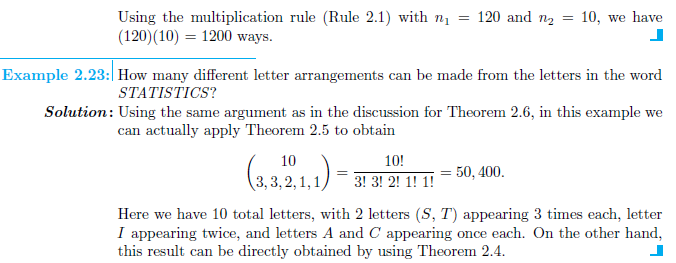 Using the multiplication rule (Rule 2.1) with n₁ = 120 and n₂ = 10, we have
(120)(10) = 1200 ways.
Example 2.23: How many different letter arrangements can be made from the letters in the word
STATISTICS?
Solution: Using the same argument as in the discussion for Theorem 2.6, in this example we
can actually apply Theorem 2.5 to obtain
( 10
3, 3, 2, 1, 1 ) = 10! / 3! 3! 2! 1! 1! = 50, 400.
Here we have 10 total letters, with 2 letters (S, T) appearing 3 times each, letter
I appearing twice, and letters A and C appearing once each. On the other hand,
this result can be directly obtained by using Theorem 2.4.